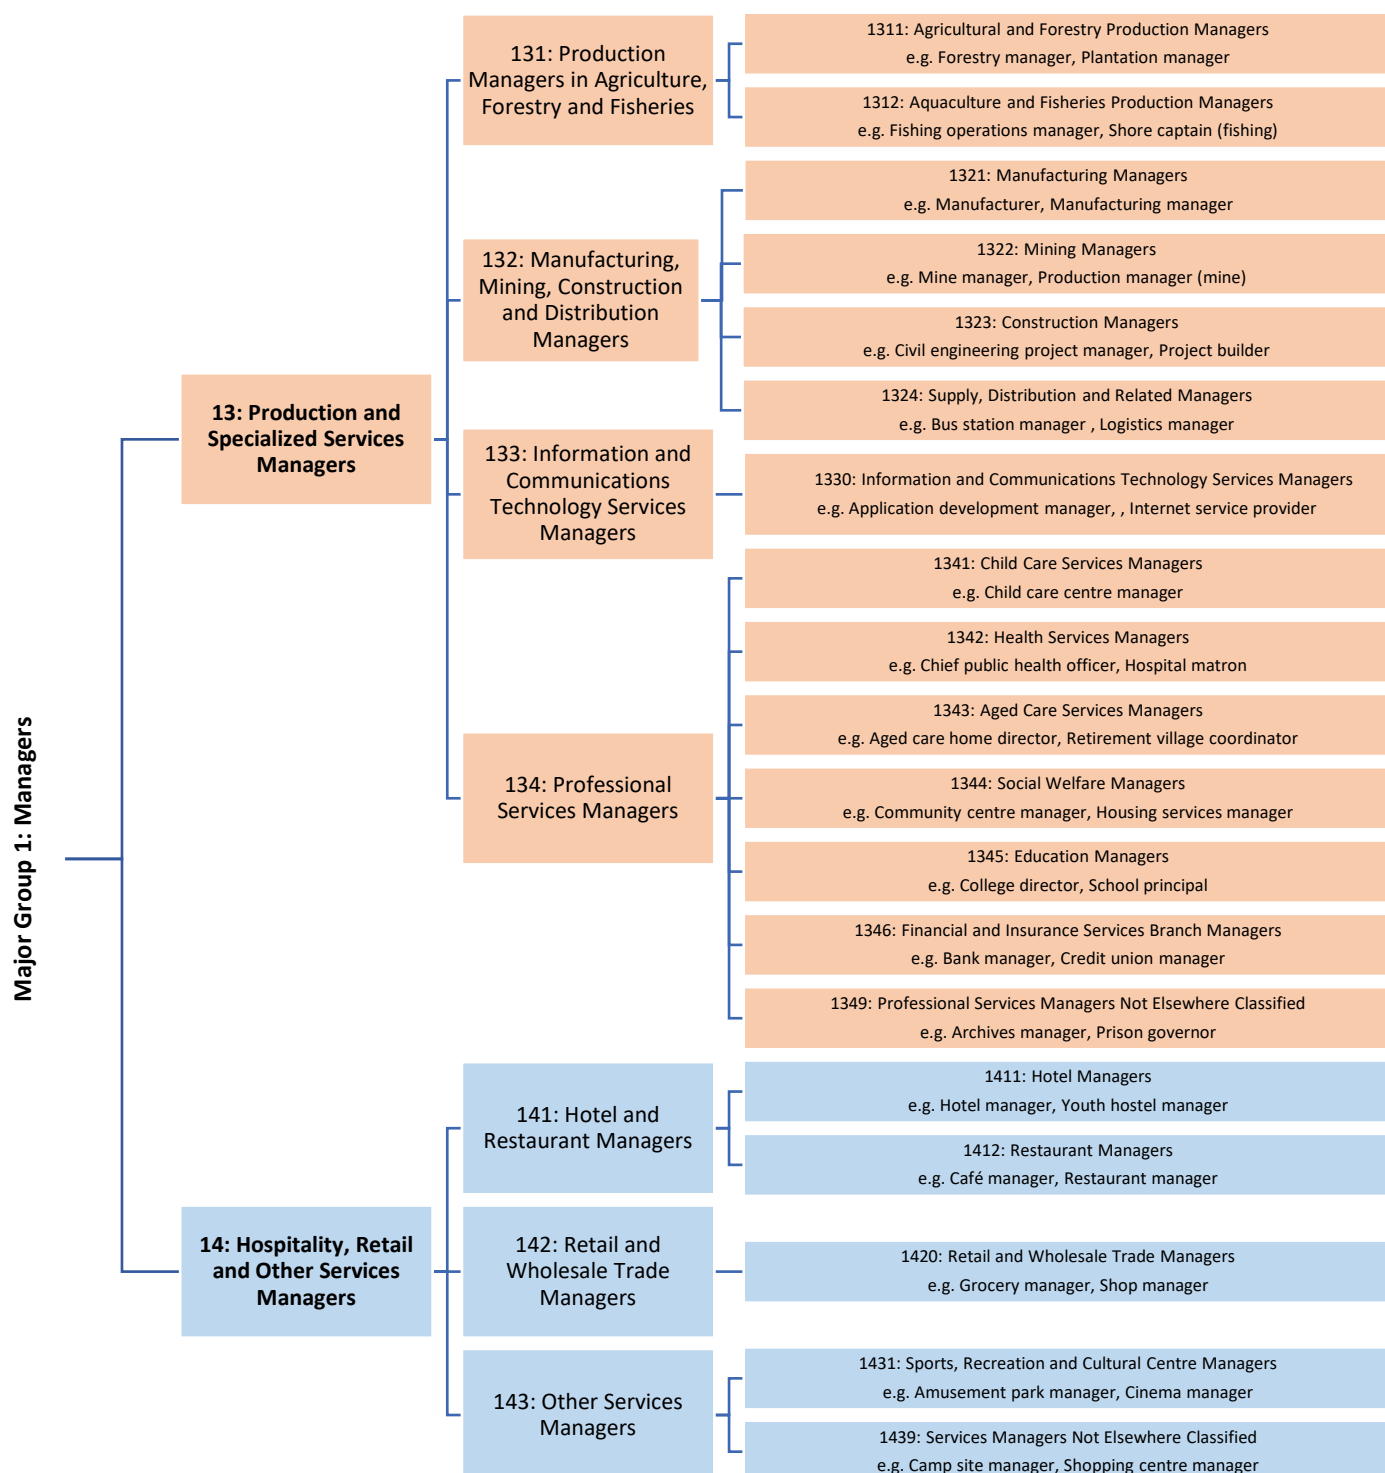 Major Group 1: Managers
13: Production and
Specialized Services
Managers
131: Production
Managers in Agriculture,
Forestry and Fisheries
1311: Agricultural and Forestry Production Managers
e.g. Forestry manager, Plantation manager
1312: Aquaculture and Fisheries Production Managers
e.g. Fishing operations manager, Shore captain (fishing)
132: Manufacturing,
Mining, Construction
and Distribution
Managers
1321: Manufacturing Managers
e.g. Manufacturer, Manufacturing manager
1322: Mining Managers
e.g. Mine manager, Production manager (mine)
1323: Construction Managers
e.g. Civil engineering project manager, Project builder
1324: Supply, Distribution and Related Managers
e.g. Bus station manager , Logistics manager
133: Information and
Communications
Technology Services
Managers
1330: Information and Communications Technology Services Managers
e.g. Application development manager, , Internet service provider
134: Professional
Services Managers
1341: Child Care Services Managers
e.g. Child care centre manager
1342: Health Services Managers
e.g. Chief public health officer, Hospital matron
1343: Aged Care Services Managers
e.g. Aged care home director, Retirement village coordinator
1344: Social Welfare Managers
e.g. Community centre manager, Housing services manager
1345: Education Managers
e.g. College director, School principal
1346: Financial and Insurance Services Branch Managers
e.g. Bank manager, Credit union manager
1349: Professional Services Managers Not Elsewhere Classified
e.g. Archives manager, Prison governor
14: Hospitality, Retail
and Other Services
Managers
141: Hotel and
Restaurant Managers
1411: Hotel Managers
e.g. Hotel manager, Youth hostel manager
1412: Restaurant Managers
e.g. Café manager, Restaurant manager
142: Retail and
Wholesale Trade
Managers
1420: Retail and Wholesale Trade Managers
e.g. Grocery manager, Shop manager
143: Other Services
Managers
1431: Sports, Recreation and Cultural Centre Managers
e.g. Amusement park manager, Cinema manager
1439: Services Managers Not Elsewhere Classified
e.g. Camp site manager, Shopping centre manager